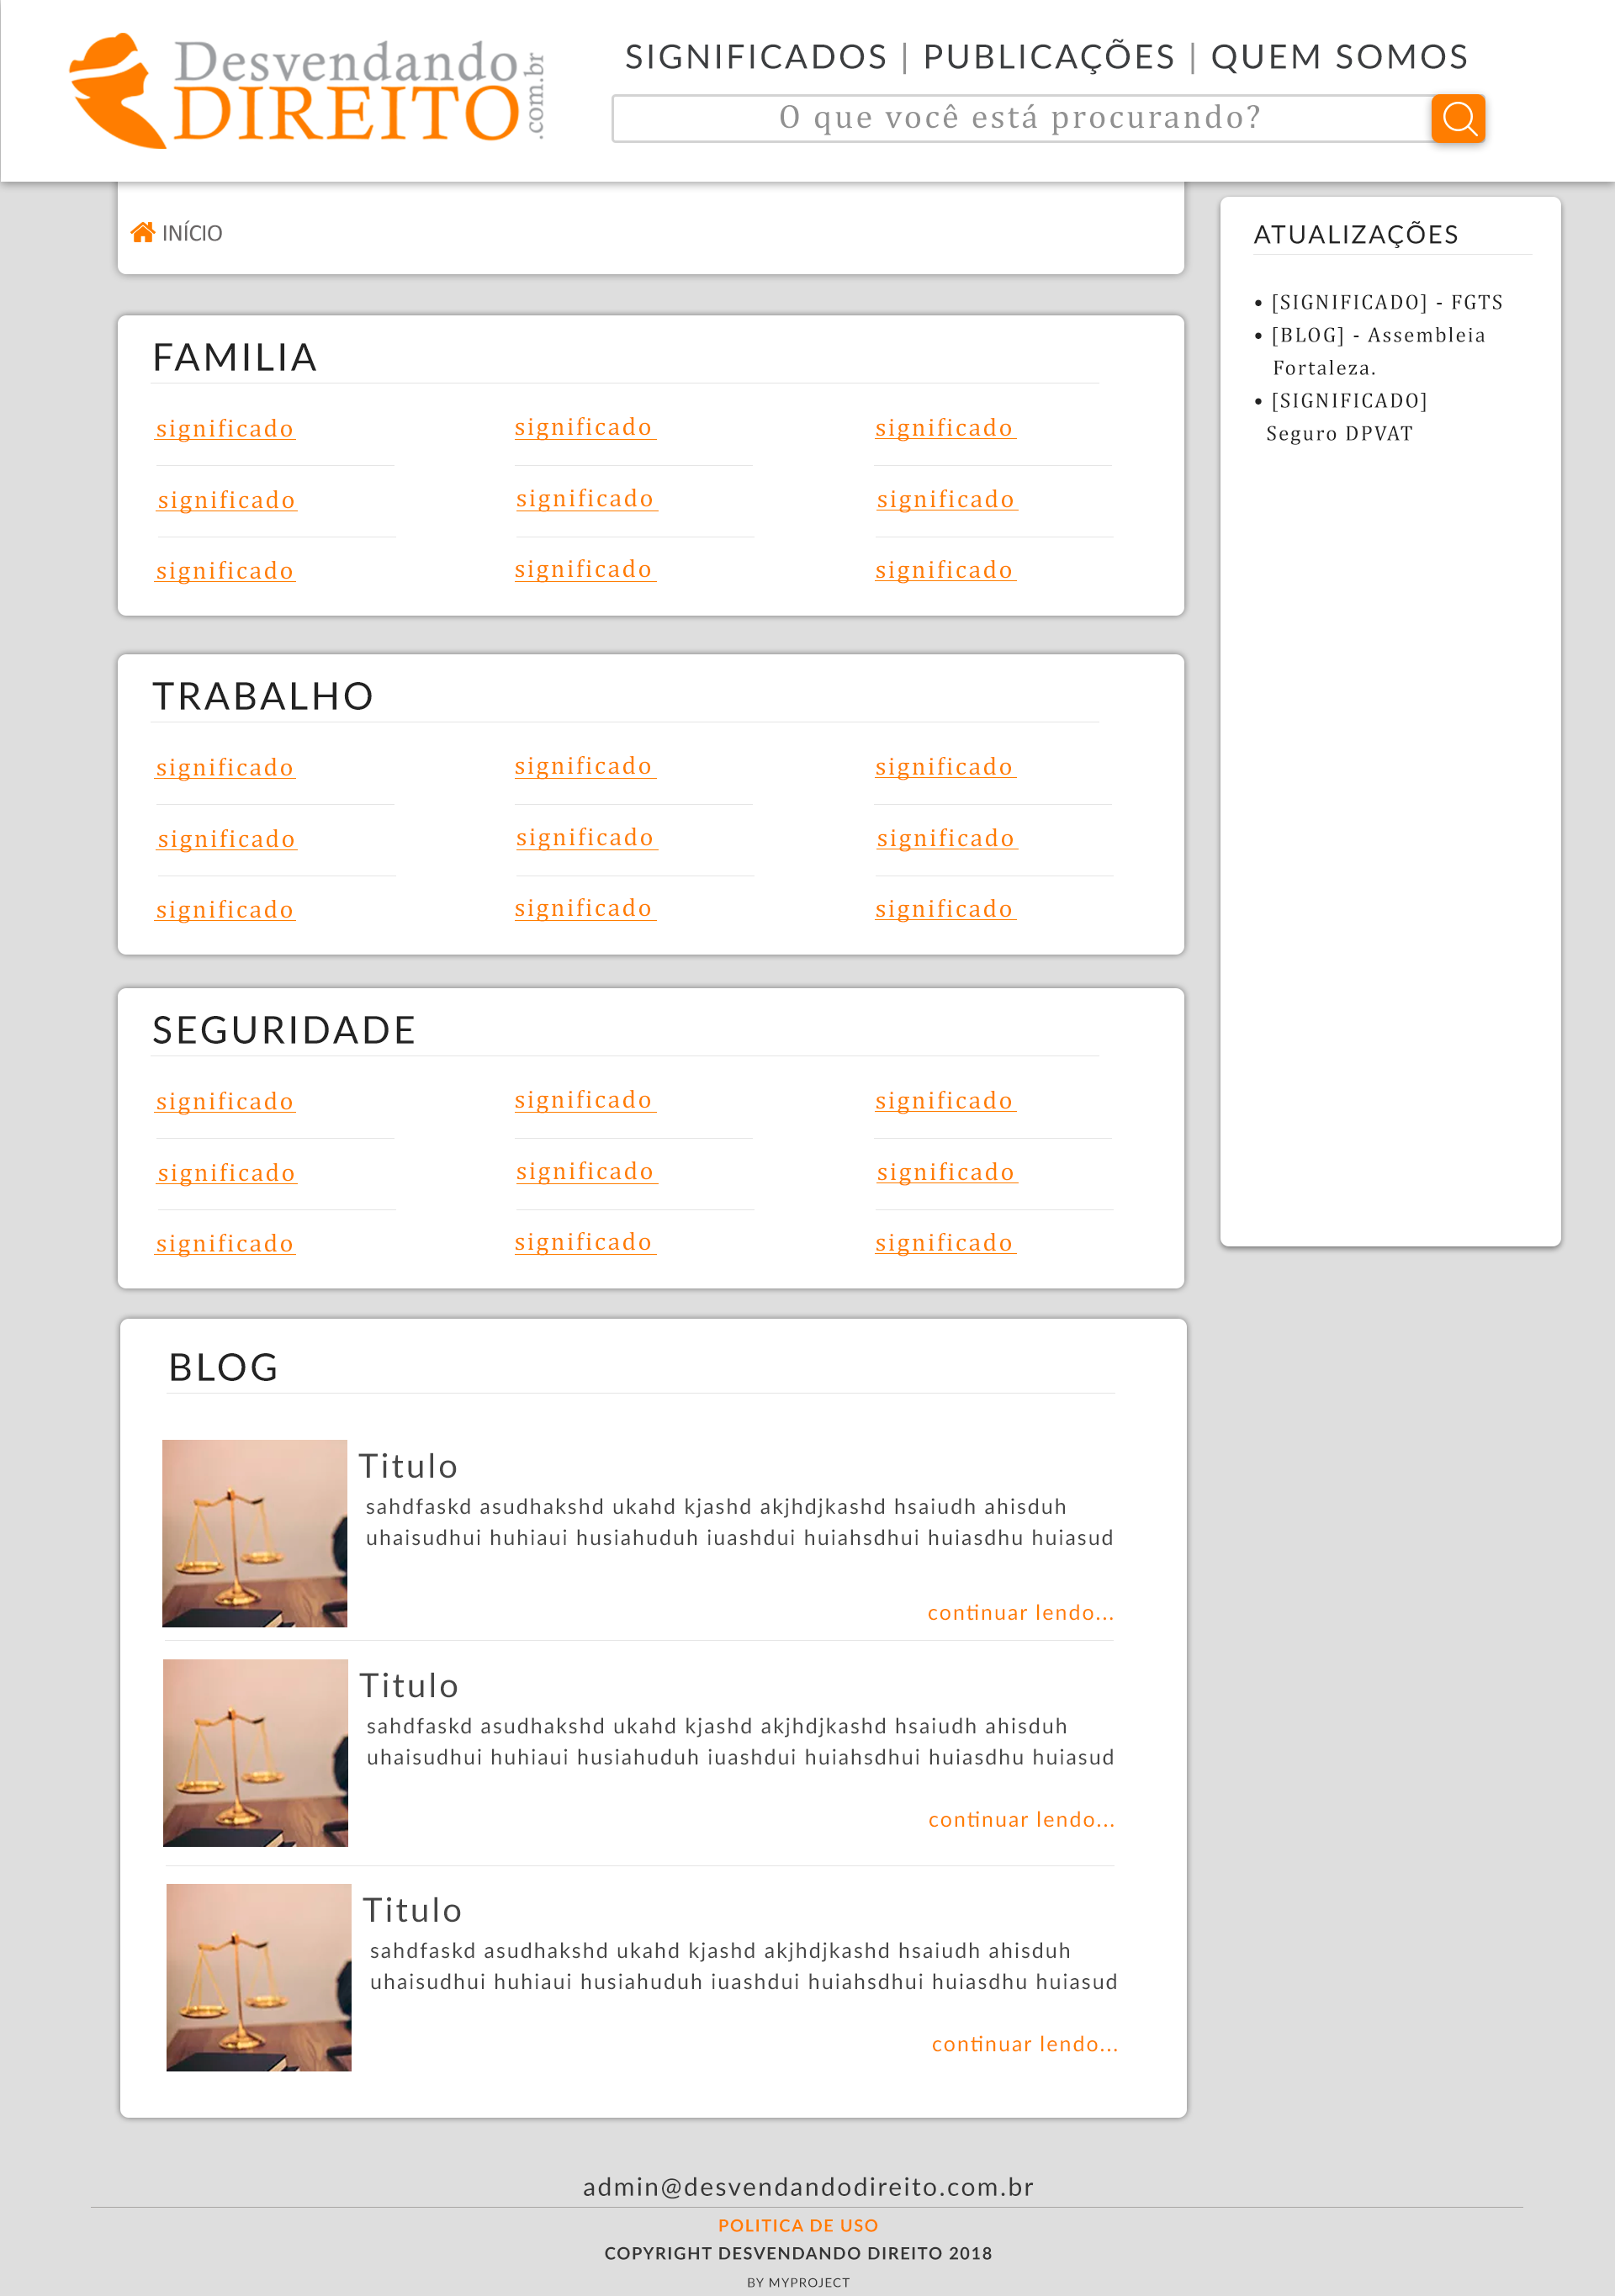 Desvendando
DIREITO
.com.br
SIGNIFICADOS | PUBLICAÇÕES | QUEM SOMOS
O que você está procurando?
INÍCIO
FAMILIA
significado significado significado
significado significado significado
significado significado significado
TRABALHO
significado significado significado
significado significado significado
significado significado significado
SEGURIDADE
significado significado significado
significado significado significado
significado significado significado
BLOG
Titulo
sahdfaskd asudhakshd ukahd kjashd akjhdjkashd hsaiudh ahisduh
uhaisudhui huhiaui husiahuduh iuashdui huiahsdhui huiasdhu huiasud
continuar lendo...
Titulo
sahdfaskd asudhakshd ukahd kjashd akjhdjkashd hsaiudh ahisduh
uhaisudhui huhiaui husiahuduh iuashdui huiahsdhui huiasdhu huiasud
continuar lendo...
Titulo
sahdfaskd asudhakshd ukahd kjashd akjhdjkashd hsaiudh ahisduh
uhaisudhui huhiaui husiahuduh iuashdui huiahsdhui huiasdhu huiasud
continuar lendo...
ATUALIZAÇÕES
• [SIGNIFICADO] - FGTS
• [BLOG] - Assembleia
Fortaleza.
• [SIGNIFICADO]
Seguro DPVAT
admin@desvendandodireito.com.br
POLITICA DE USO
COPYRIGHT DESVENDANDO DIREITO 2018
BY MYPROJECT